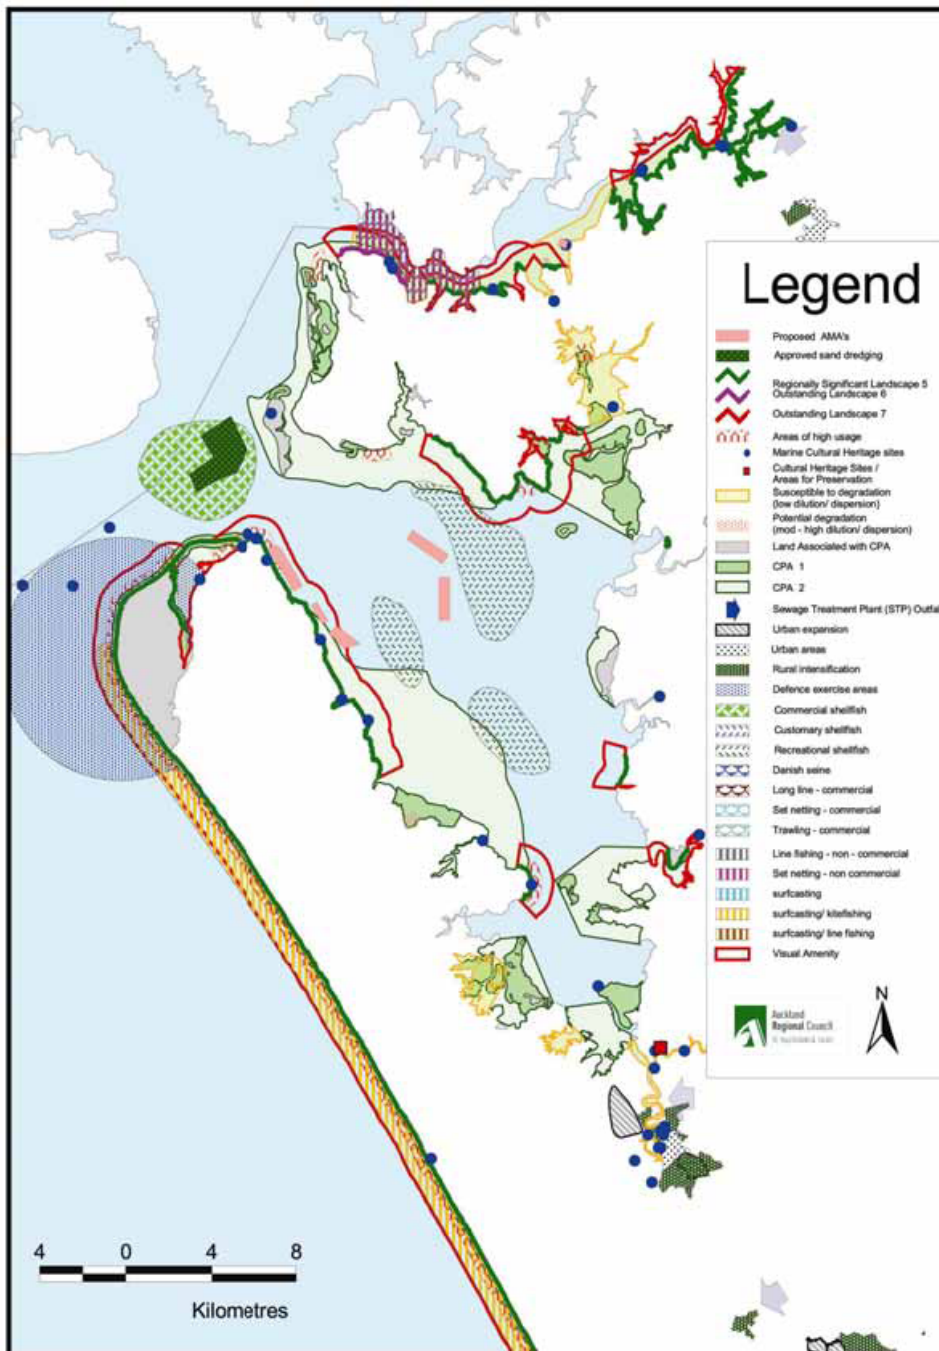 Legend
Proposed AMA's
Approved sand dredging
Regionally Significant Landscape 5
Outstanding Landscape 6
Outstanding Landscape 7
Areas of high usage
Marine Cultural Heritage sites
Cultural Heritage Sites /
Areas for Preservation
Susceptible to degradation
(low dilution/ dispersion)
Potential degradation
(mod - high dilution/ dispersion)
Land Associated with CPA
CPA 1
CPA 2
Sewage Treatment Plant (STP) Outfal
Urban expansion
Urban areas
Rural intensification
Defence exercise areas
Commercial shellfish
Customary shellfish
Recreational shellfish
Danish seine
Long line - commercial
Set netting - commercial
Trawling - commercial
Line fishing - non - commercial
Set netting - non commercial
surfcasting
surfcasting/ kitefishing
surfcasting/ line fishing
Visual Amenity
Auckland
Regional Council
N
4 0 4 8
Kilometres